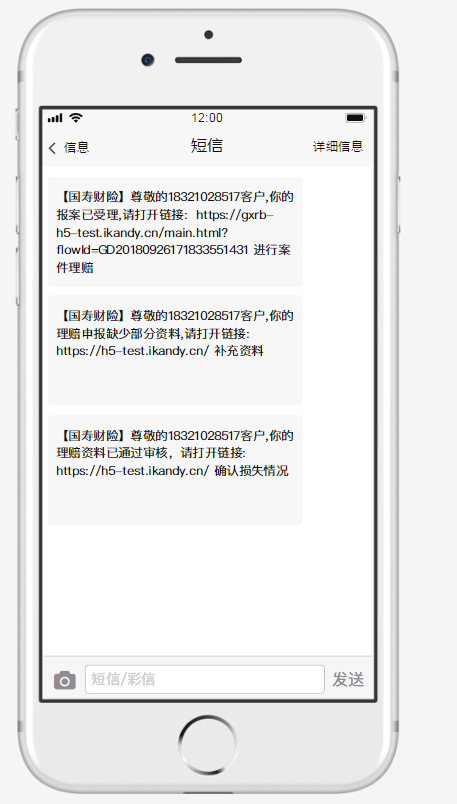 12:00
信息 短信 详细信息
【国寿财险】尊敬的18321028517客户,你的
报案已受理,请打开链接: https://gxrb-
h5-test.ikandy.cn/main.html?
flowId=GD20180926171833551431 进行案
件理赔
【国寿财险】尊敬的18321028517客户,你的
理赔申报缺少部分资料,请打开链接:
https://h5-test.ikandy.cn/ 补充资料
【国寿财险】尊敬的18321028517客户,你的
理赔资料已通过审核，请打开链接:
https://h5-test.ikandy.cn/ 确认损失情况
短信/彩信 发送